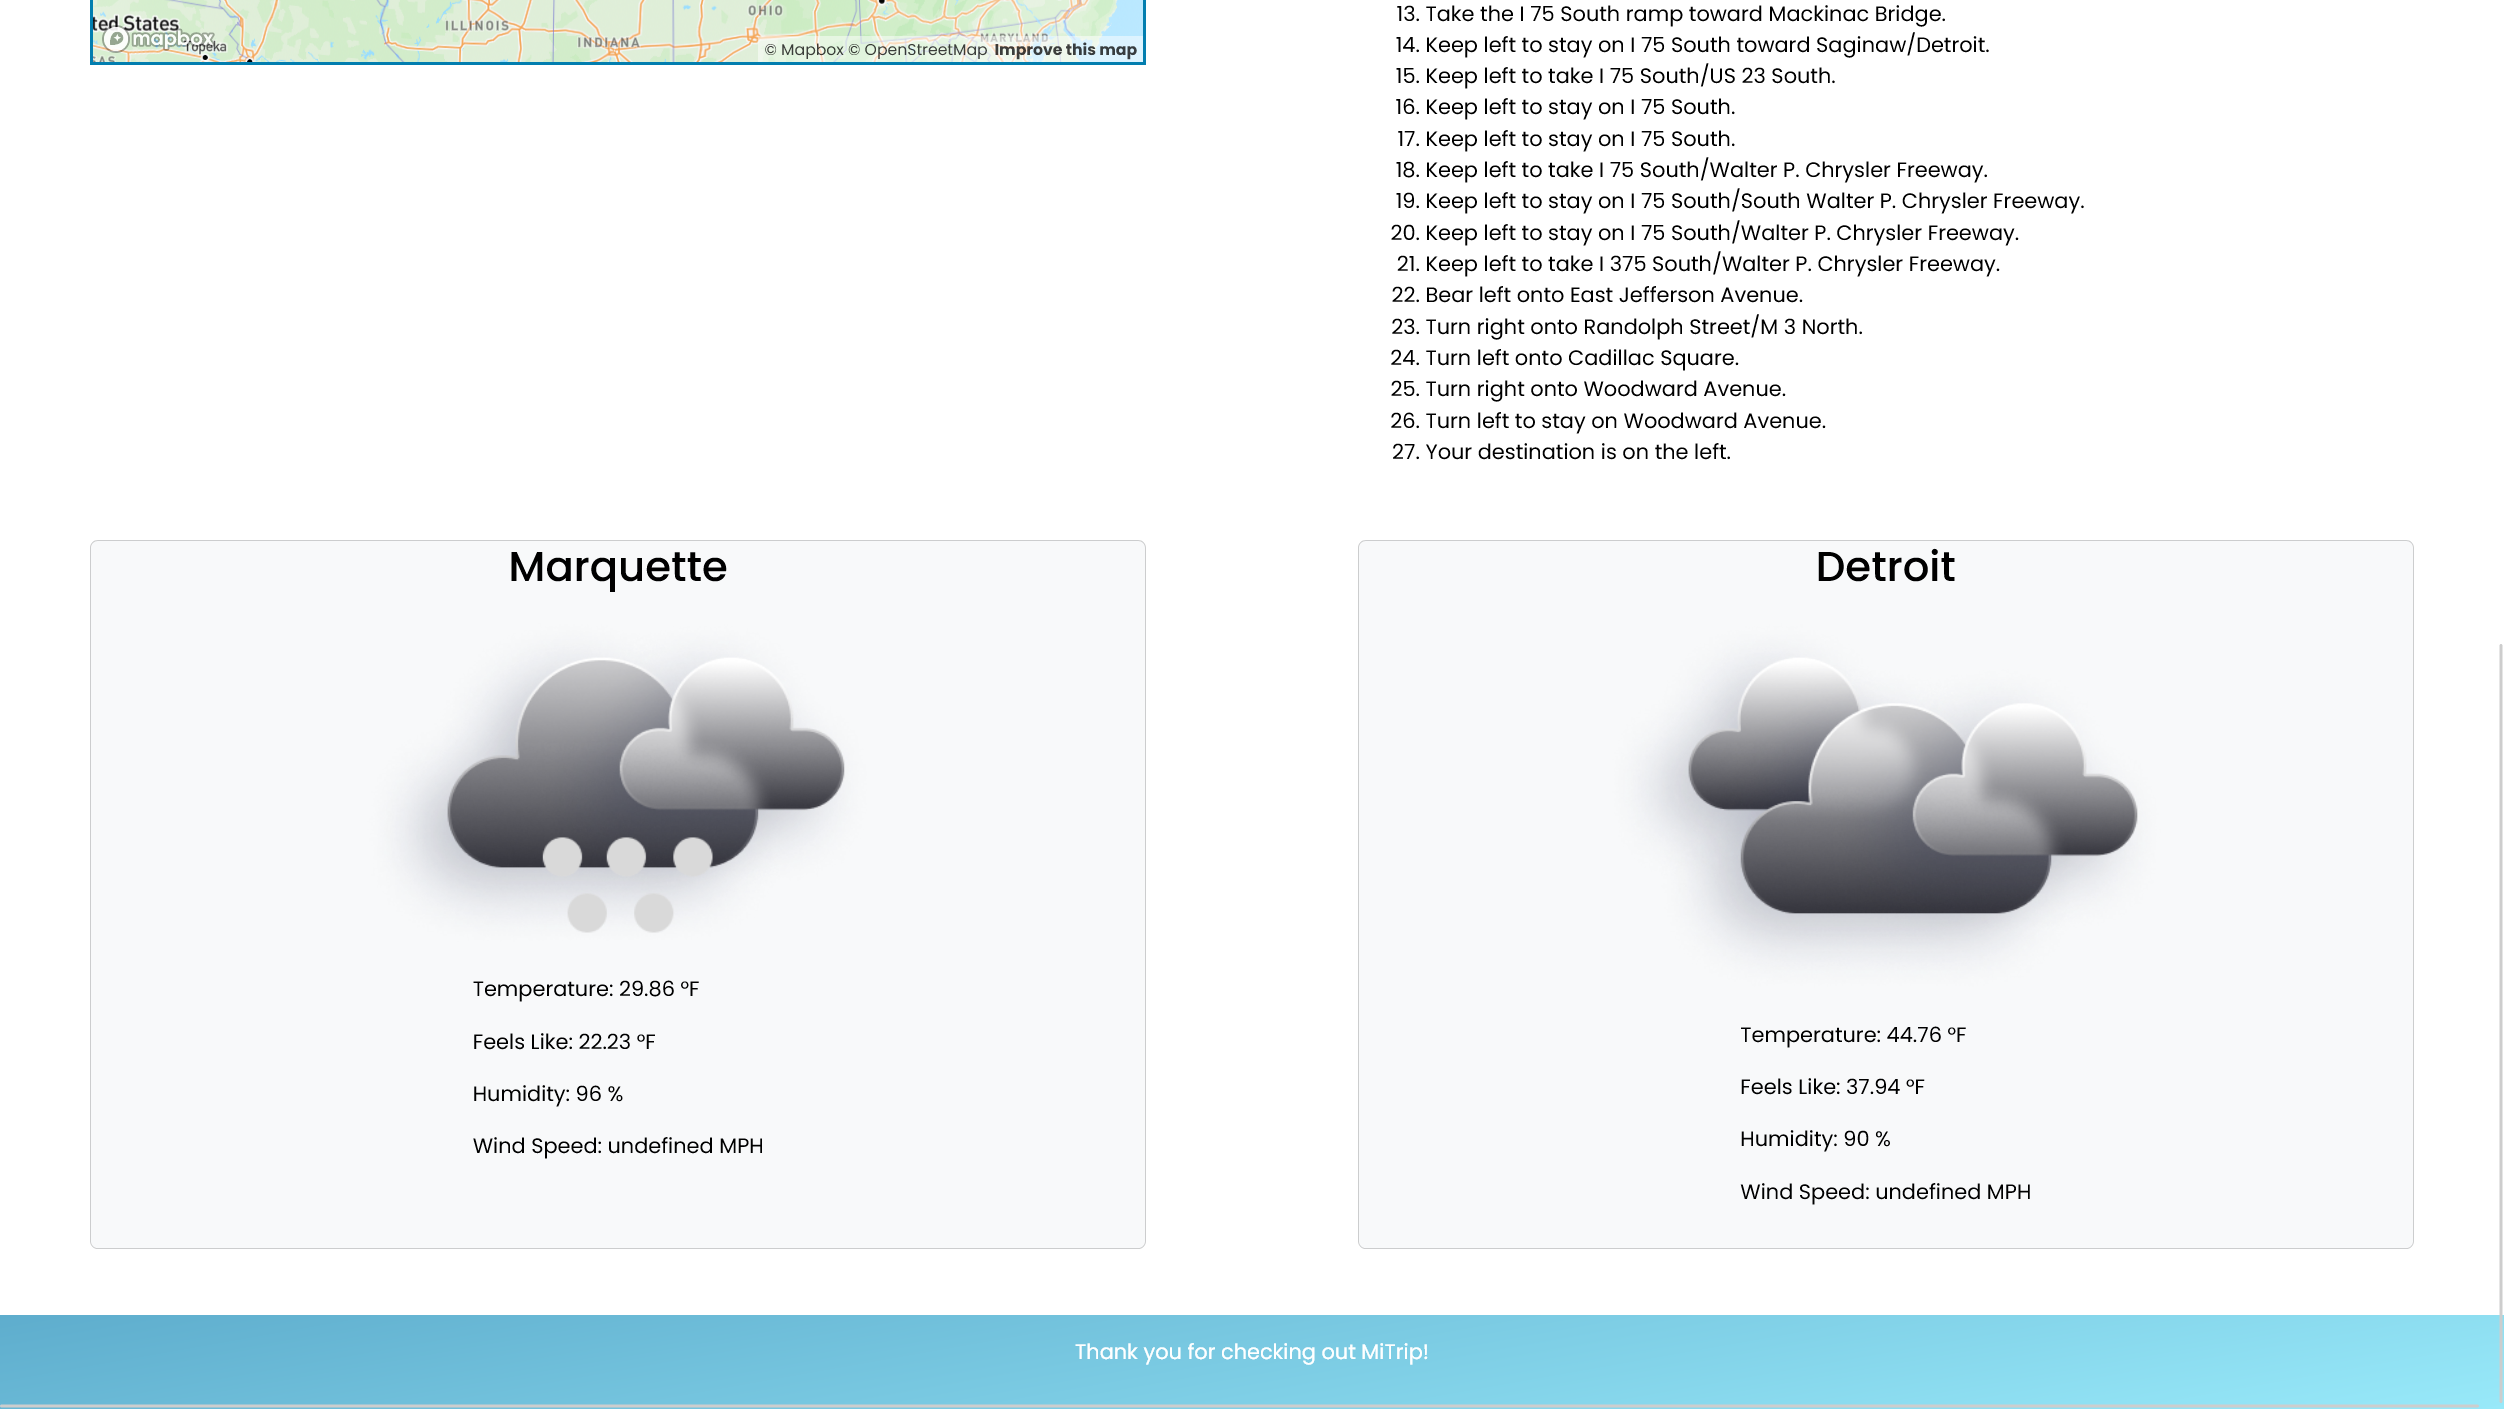 ted States
mapbox
Topeka
AS
ILLINOIS
INDIANA
OHIO
MARYLAND
© Mapbox © OpenStreetMap Improve this map
13. Take the I 75 South ramp toward Mackinac Bridge.
14. Keep left to stay on I 75 South toward Saginaw/Detroit.
15. Keep left to take I 75 South/US 23 South.
16. Keep left to stay on I 75 South.
17. Keep left to stay on I 75 South.
18. Keep left to take I 75 South/Walter P. Chrysler Freeway.
19. Keep left to stay on I 75 South/South Walter P. Chrysler Freeway.
20. Keep left to stay on I 75 South/Walter P. Chrysler Freeway.
21. Keep left to take I 375 South/Walter P. Chrysler Freeway.
22. Bear left onto East Jefferson Avenue.
23. Turn right onto Randolph Street/M 3 North.
24. Turn left onto Cadillac Square.
25. Turn right onto Woodward Avenue.
26. Turn left to stay on Woodward Avenue.
27. Your destination is on the left.
Marquette
Temperature: 29.86 °F
Feels Like: 22.23 °F
Humidity: 96 %
Wind Speed: undefined MPH
Detroit
Temperature: 44.76 °F
Feels Like: 37.94 °F
Humidity: 90 %
Wind Speed: undefined MPH
Thank you for checking out MiTrip!